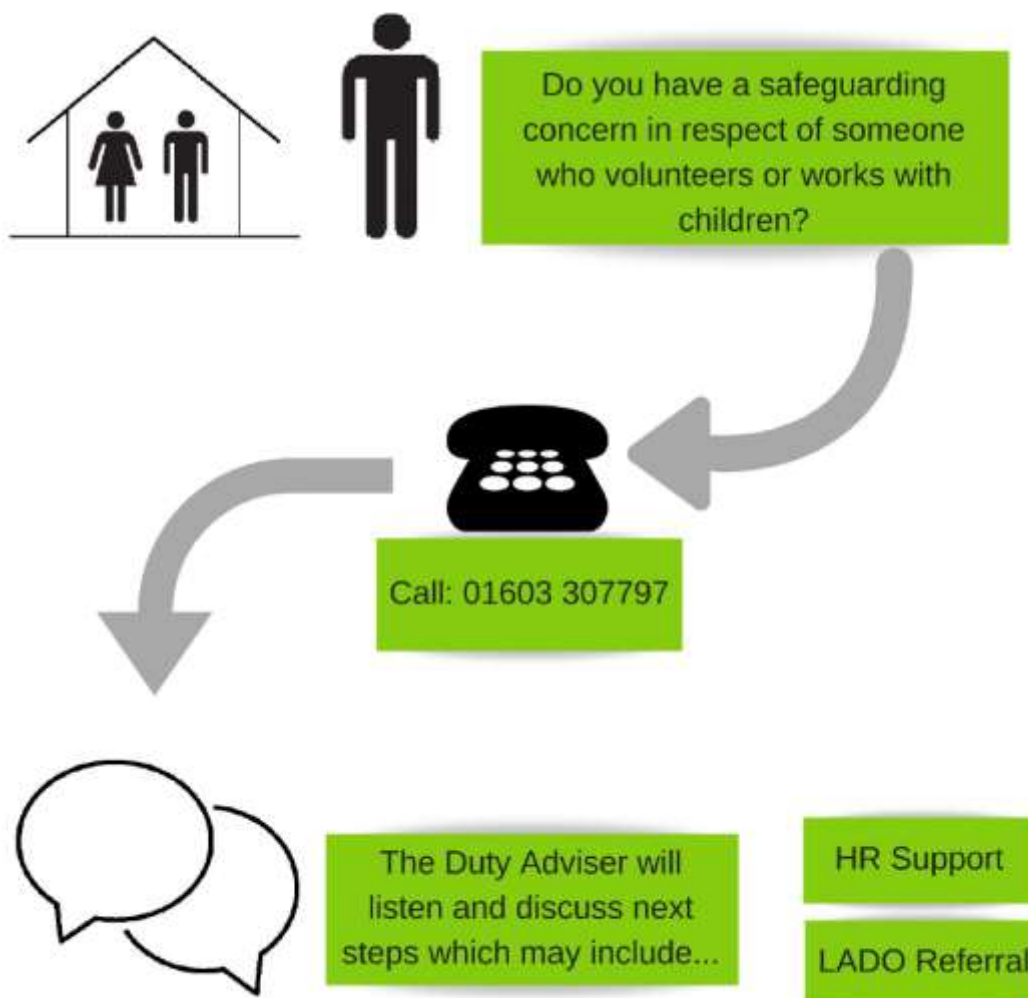 Do you have a safeguarding
concern in respect of someone
who volunteers or works with
children?
Call: 01603 307797
The Duty Adviser will
listen and discuss next
steps which may include...
HR Support
LADO Referral